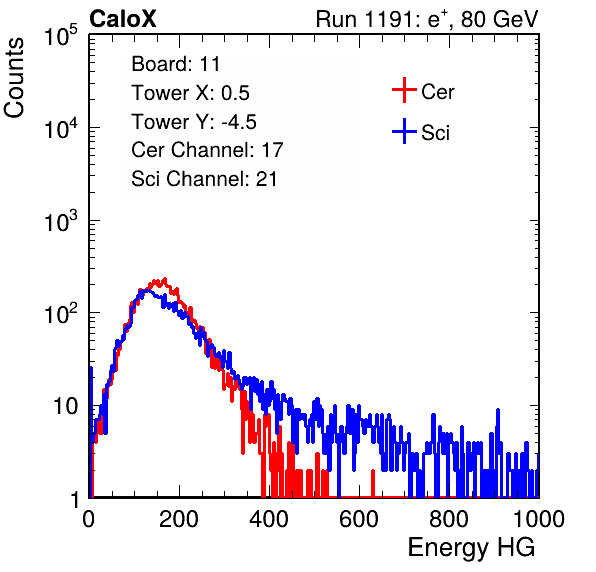 CaloX Run 1191: e⁺, 80 GeV
Counts
Board: 11
Tower X: 0.5
Tower Y: -4.5
Cer Channel: 17
Sci Channel: 21
Cer
Sci
10⁵
10⁴
10³
10²
10
1
0 200 400 600 800 1000
Energy HG